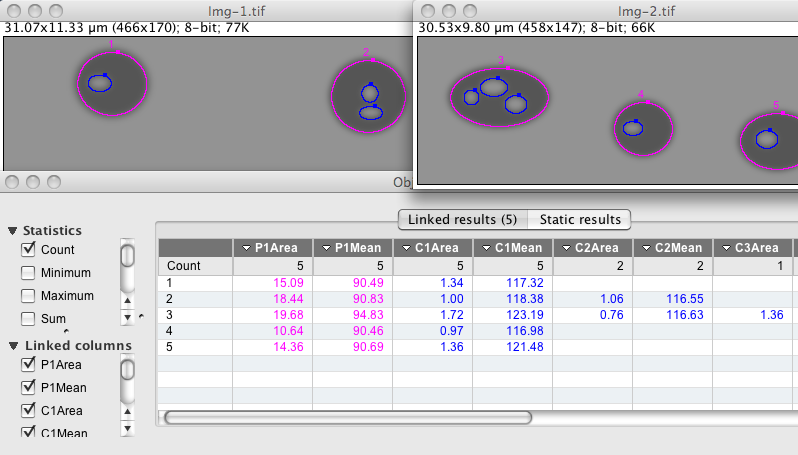 Img-1.tif
31.07x11.33 µm (466x170); 8-bit; 77K
1
2
Img-2.tif
30.53x9.80 µm (458x147); 8-bit; 66K
3
4
5
Obj
Linked results (5) Static results
Statistics
Count
Minimum
Maximum
Sum
Linked columns
P1Area
P1Mean
C1Area
C1Mean
P1Area P1Mean C1Area C1Mean C2Area C2Mean C3Area
Count 5 5 5 5 2 2 1
1 15.09 90.49 1.34 117.32
2 18.44 90.83 1.00 118.38 1.06 116.55
3 19.68 94.83 1.72 123.19 0.76 116.63 1.36
4 10.64 90.46 0.97 116.98
5 14.36 90.69 1.36 121.48